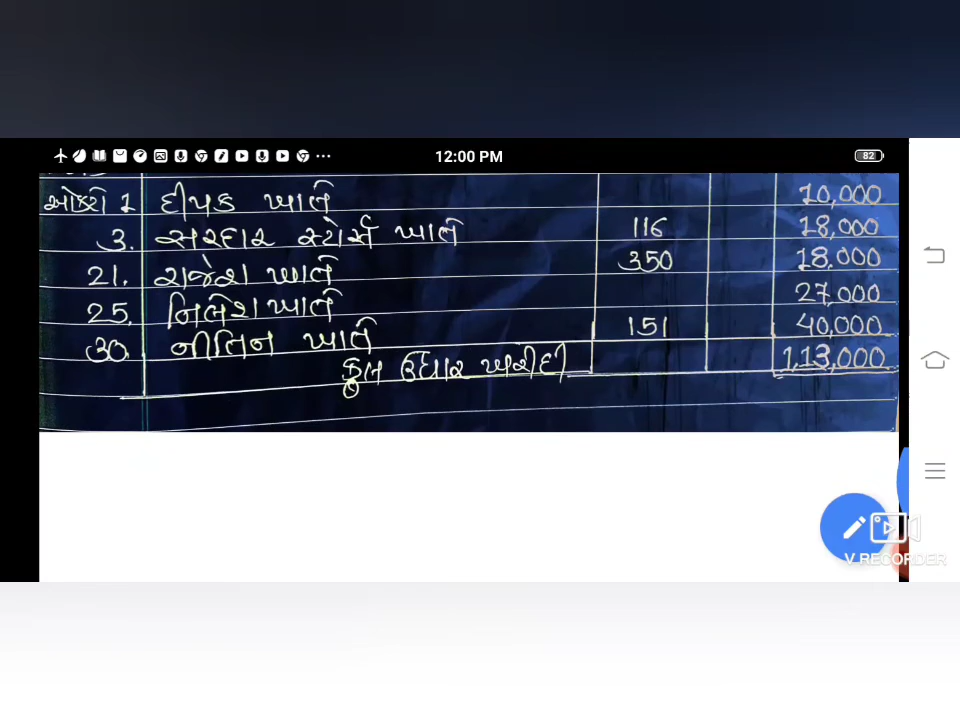 12:00 PM
82
ઓક્ટો 1 દીપક ખાતે 10,000
3. સરદાર સ્ટોર્સ ખાતે 116 18,000
21. રાજેશ ખાતે 350 18,000
25. નિલેશ ખાતે 27,000
30. નીતિન ખાતે 151 40,000
કુલ ઉધાર ખરીદી 1,13,000
V RECORDER